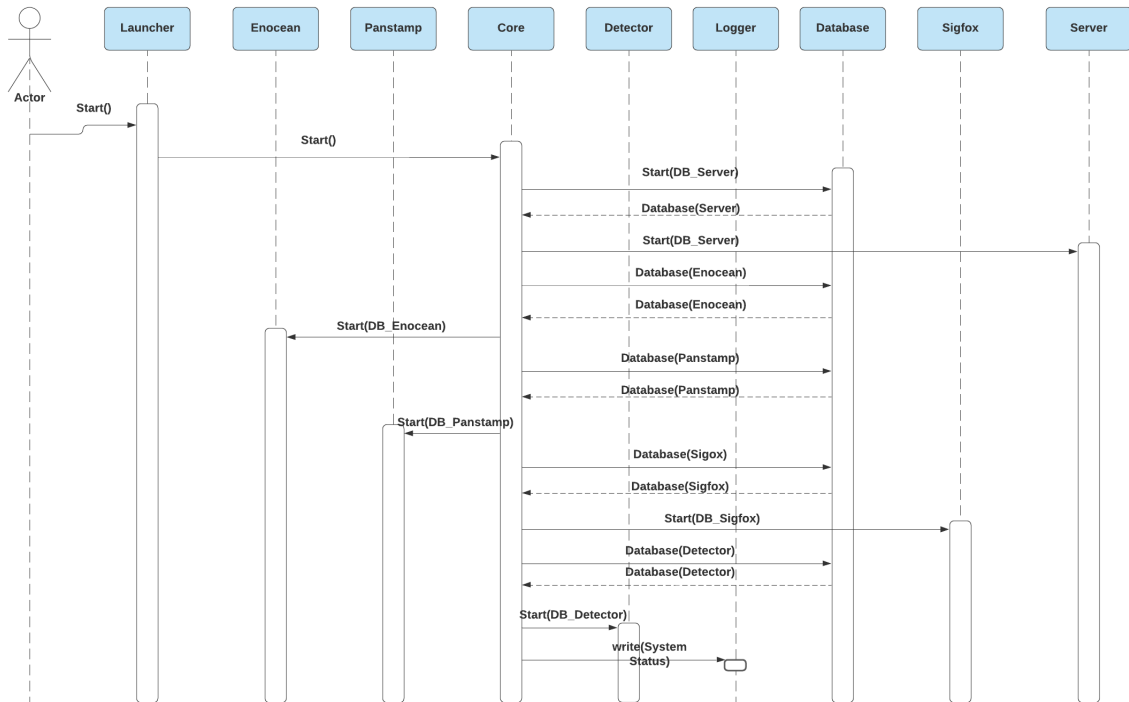 Launcher
Enocean
Panstamp
Core
Detector
Logger
Database
Sigfox
Server
Actor
Start()
Start()
Start(DB_Server)
Database(Server)
Start(DB_Server)
Database(Enocean)
Database(Enocean)
Start(DB_Enocean)
Database(Panstamp)
Database(Panstamp)
Start(DB_Panstamp)
Database(Sigox)
Database(Sigfox)
Start(DB_Sigfox)
Database(Detector)
Database(Detector)
Start(DB_Detector)
write(System
Status)